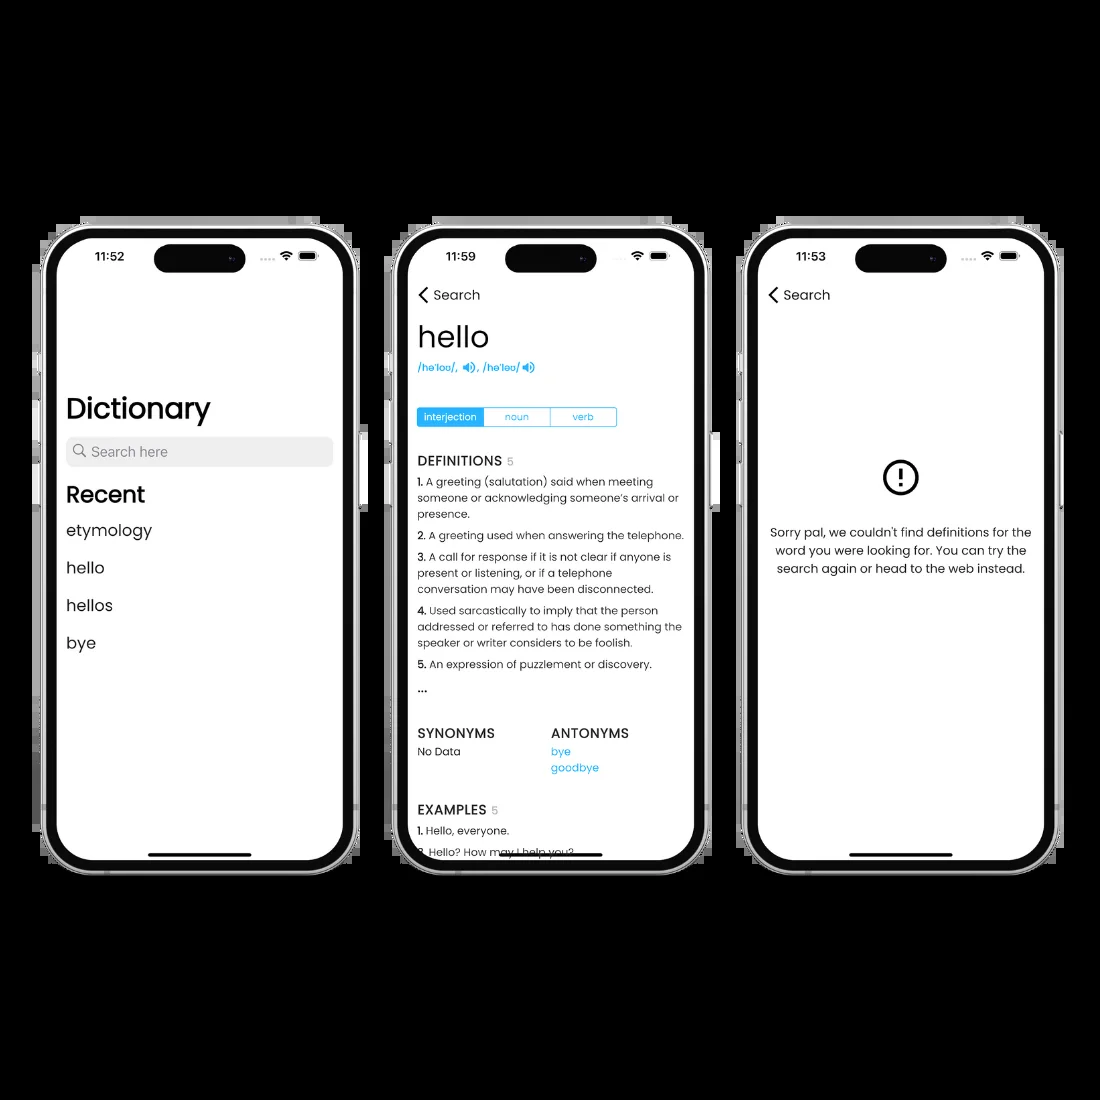 11:52
Dictionary
Search here
Recent
etymology
hello
hellos
bye
11:59
Search
hello
/həˈloʊ/, , /həˈləʊ/
interjection noun verb
DEFINITIONS 5
1. A greeting (salutation) said when meeting
someone or acknowledging someone's arrival or
presence.
2. A greeting used when answering the telephone.
3. A call for response if it is not clear if anyone is
present or listening, or if a telephone
conversation may have been disconnected.
4. Used sarcastically to imply that the person
addressed or referred to has done something the
speaker or writer considers to be foolish.
5. An expression of puzzlement or discovery.
...
SYNONYMS ANTONYMS
No Data bye
goodbye
EXAMPLES 5
1. Hello, everyone.
2. Hello? How may I help you?
11:53
Search
Sorry pal, we couldn't find definitions for the
word you were looking for. You can try the
search again or head to the web instead.